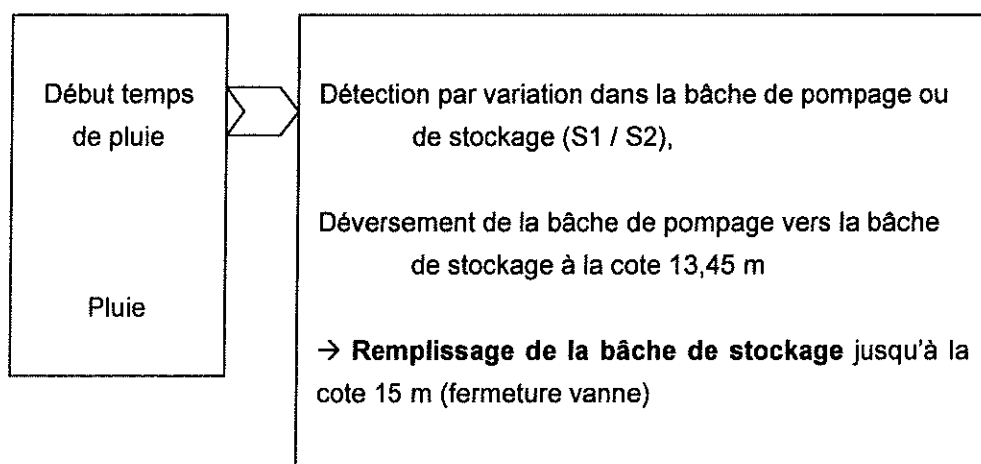 Début temps
de pluie
Pluie
Détection par variation dans la bâche de pompage ou
de stockage (S1 / S2),
Déversement de la bâche de pompage vers la bâche
de stockage à la cote 13,45 m
→ Remplissage de la bâche de stockage jusqu'à la
cote 15 m (fermeture vanne)